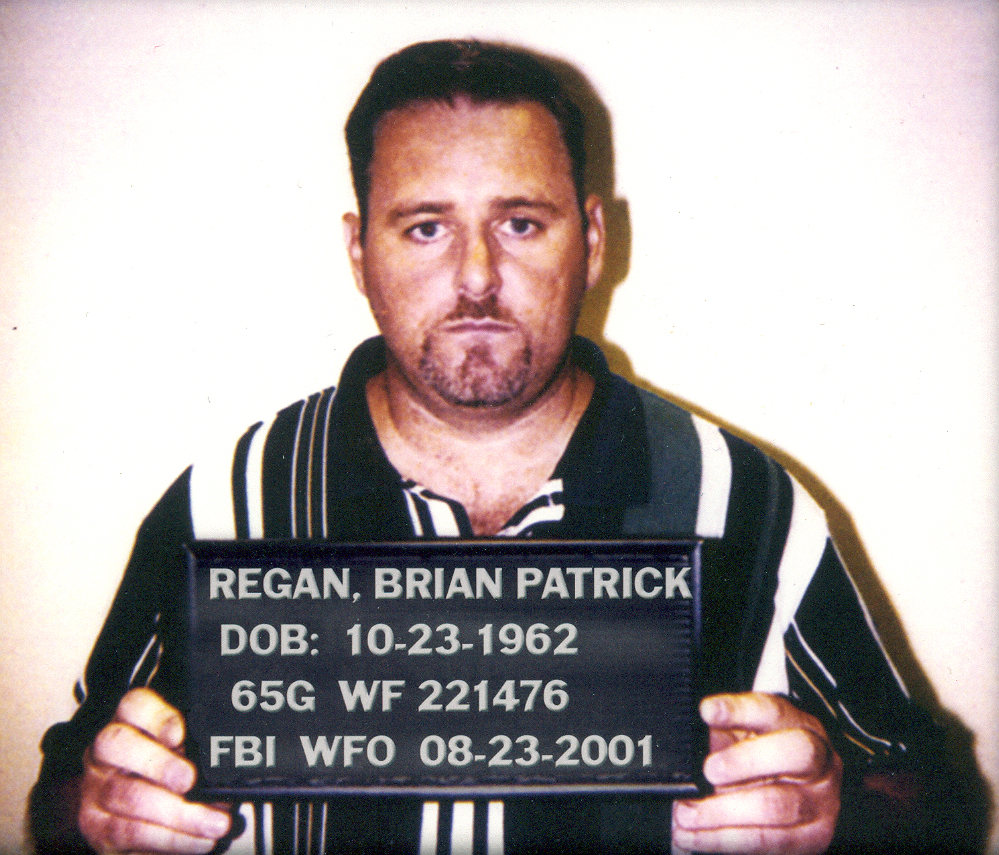 REGAN, BRIAN PATRICK
DOB: 10-23-1962
65G WF 221476
FBI WFO 08-23-2001